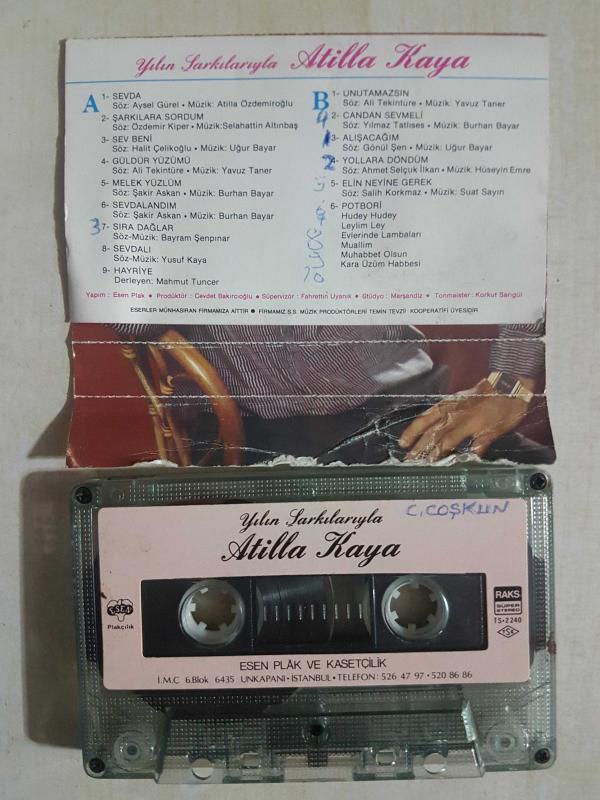 Yılın Şarkılarıyla Atilla Kaya
A
1- SEVDA
Söz: Aysel Gürel • Müzik: Atilla Özdemiroğlu
2- ŞARKILARA SORDUM
Söz: Özdemir Kiper • Müzik:Selahattin Altınbaş
3- SEV BENİ
Söz: Halit Çelikoğlu • Müzik: Uğur Bayar
4- GÜLDÜR YÜZÜMÜ
Söz: Ali Tekintüre • Müzik: Yavuz Taner
5- MELEK YÜZLÜM
Söz: Şakir Askan • Müzik: Burhan Bayar
6- SEVDALANDIM
Söz: Şakir Askan • Müzik: Burhan Bayar
3 7- SIRA DAĞLAR
Söz-Müzik: Bayram Şenpınar
8- SEVDALI
Söz-Müzik: Yusuf Kaya
9- HAYRİYE
Derleyen: Mahmut Tuncer
B
1- UNUTAMAZSIN
Söz: Ali Tekintüre • Müzik: Yavuz Taner
4 2- CANDAN SEVMELİ
Söz: Yılmaz Tatlıses • Müzik: Burhan Bayar
1 3- ALIŞACAĞIM
Söz: Gönül Şen • Müzik: Uğur Bayar
2 4- YOLLARA DÖNDÜM
Söz: Ahmet Selçuk İlkan • Müzik: Hüseyin Emre
5- ELİN NEYİNE GEREK
Söz: Salih Korkmaz • Müzik: Suat Sayın
6- POTBORİ
Hudey Hudey
Leylim Ley
Evlerinde Lambaları
Muallim
Muhabbet Olsun
Kara Üzüm Habbesi
Yapım : Esen Plak • Prodüktör : Cevdet Bakırcıoğlu • Süpervizör : Fahrettin Uyanık • Stüdyo : Marşandiz • Tonmaister : Korkut Sangül
ESERLER MÜNHASIRAN FİRMAMIZA AİTTİR • FİRMAMIZ S.S. MÜZİK PRODÜKTÖRLERİ TEMİN TEVZİİ KOOPERATİFİ ÜYESİDİR
C. COŞKUN
Yılın Şarkılarıyla
Atilla Kaya
ESEN
Plakçılık
RAKS
SÜPER
STEREO
TS-2240
TSE
ESEN PLÂK VE KASETÇİLİK
İ.M.C 6.Blok 6435 UNKAPANI • İSTANBUL • TELEFON: 526 47 97 • 520 86 86